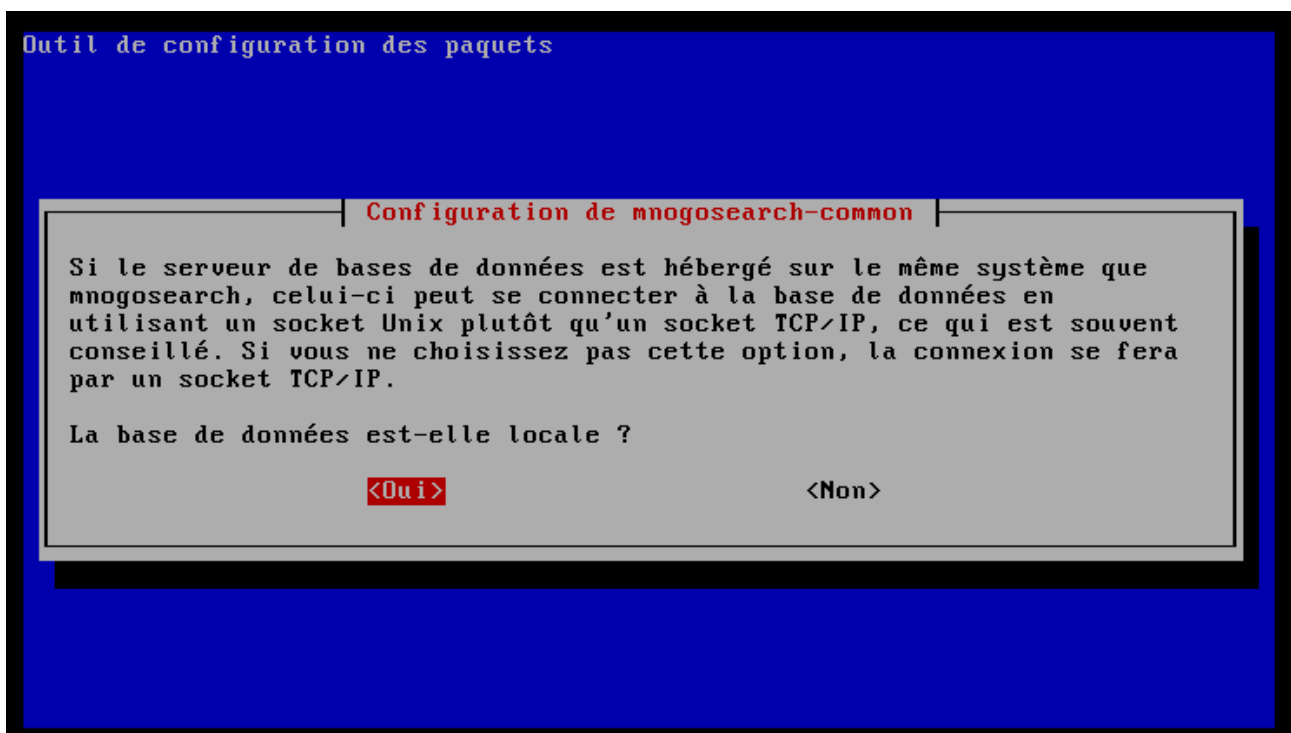 Outil de configuration des paquets
Configuration de mnogosearch-common
Si le serveur de bases de données est hébergé sur le même système que
mnogosearch, celui-ci peut se connecter à la base de données en
utilisant un socket Unix plutôt qu'un socket TCP/IP, ce qui est souvent
conseillé. Si vous ne choisissez pas cette option, la connexion se fera
par un socket TCP/IP.
La base de données est-elle locale ?
<Oui> <Non>